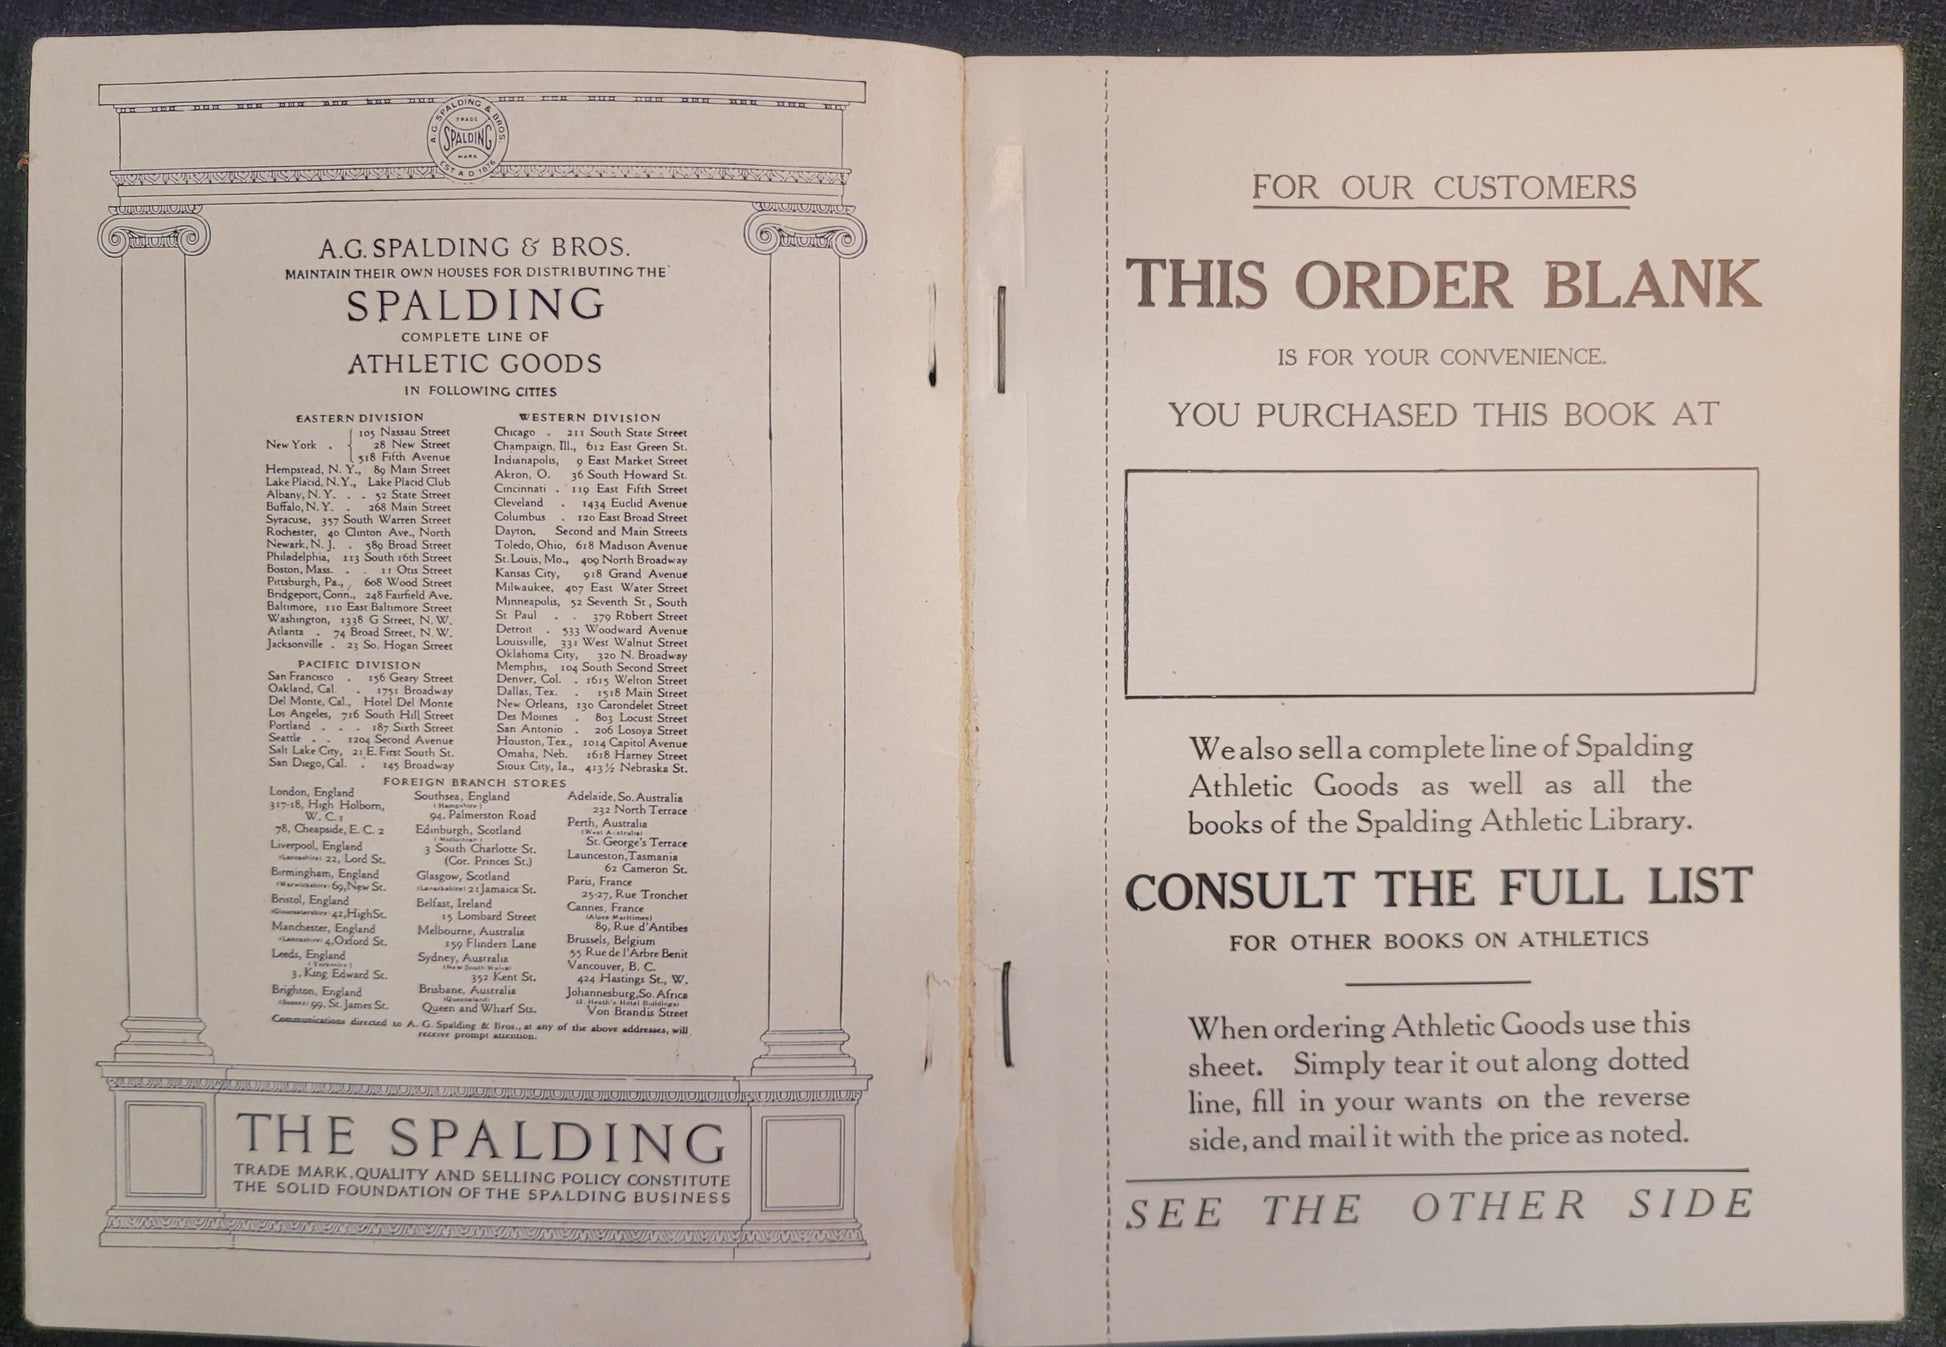 A. G. SPALDING & BROS.
TRADE
SPALDING
MARK
EST A D 1876
A.G. SPALDING & BROS.
MAINTAIN THEIR OWN HOUSES FOR DISTRIBUTING THE
SPALDING
COMPLETE LINE OF
ATHLETIC GOODS
IN FOLLOWING CITIES
EASTERN DIVISION
105 Nassau Street
New York . 28 New Street
518 Fifth Avenue
Hempstead, N. Y., 89 Main Street
Lake Placid, N.Y., Lake Placid Club
Albany, N. Y. . . 52 State Street
Buffalo, N. Y. . 268 Main Street
Syracuse, 357 South Warren Street
Rochester, 40 Clinton Ave., North
Newark, N. J. . 589 Broad Street
Philadelphia, 113 South 16th Street
Boston, Mass. . . 11 Otis Street
Pittsburgh, Pa., 608 Wood Street
Bridgeport, Conn., 248 Fairfield Ave.
Baltimore, 110 East Baltimore Street
Washington, 1338 G Street, N. W.
Atlanta . 74 Broad Street, N. W.
Jacksonville . 23 So. Hogan Street
PACIFIC DIVISION
San Francisco . 156 Geary Street
Oakland, Cal. . 1751 Broadway
Del Monte, Cal., Hotel Del Monte
Los Angeles, 716 South Hill Street
Portland . . . 187 Sixth Street
Seattle . . 1204 Second Avenue
Salt Lake City, 21 E. First South St.
San Diego, Cal. . 145 Broadway
WESTERN DIVISION
Chicago . 211 South State Street
Champaign, Ill., 612 East Green St.
Indianapolis, 9 East Market Street
Akron, O. 36 South Howard St.
Cincinnati . 119 East Fifth Street
Cleveland . 1434 Euclid Avenue
Columbus . 120 East Broad Street
Dayton, Second and Main Streets
Toledo, Ohio, 618 Madison Avenue
St. Louis, Mo., 409 North Broadway
Kansas City, 918 Grand Avenue
Milwaukee, 407 East Water Street
Minneapolis, 52 Seventh St., South
St Paul . . 379 Robert Street
Detroit . 533 Woodward Avenue
Louisville, 331 West Walnut Street
Oklahoma City, 320 N. Broadway
Memphis, 104 South Second Street
Denver, Col. . 1615 Welton Street
Dallas, Tex. . 1518 Main Street
New Orleans, 130 Carondelet Street
Des Moines . 803 Locust Street
San Antonio . 206 Losoya Street
Houston, Tex., 1014 Capitol Avenue
Omaha, Neb. 1618 Harney Street
Sioux City, Ia., 413½ Nebraska St.
FOREIGN BRANCH STORES
London, England
317-18, High Holborn,
W. C. 1
78, Cheapside, E. C. 2
Liverpool, England
(Lancashire) 22, Lord St.
Birmingham, England
(Warwickshire) 69, New St.
Bristol, England
(Gloucestershire) 42, High St.
Manchester, England
(Lancashire) 4, Oxford St.
Leeds, England
(Yorkshire)
3, King Edward St.
Brighton, England
(Sussex) 99, St. James St.
Southsea, England
(Hampshire)
94, Palmerston Road
Edinburgh, Scotland
(Midlothian)
3 South Charlotte St.
(Cor. Princes St.)
Glasgow, Scotland
(Lanarkshire) 21 Jamaica St.
Belfast, Ireland
15 Lombard Street
Melbourne, Australia
159 Flinders Lane
Sydney, Australia
(New South Wales)
352 Kent St.
Brisbane, Australia
(Queensland)
Queen and Wharf Sts.
Adelaide, So. Australia
232 North Terrace
Perth, Australia
(West Australia)
St. George's Terrace
Launceston, Tasmania
62 Cameron St.
Paris, France
25-27, Rue Tronchet
Cannes, France
(Alpes Maritimes)
89, Rue d'Antibes
Brussels, Belgium
55 Rue de l'Arbre Benit
Vancouver, B. C.
424 Hastings St., W.
Johannesburg, So. Africa
Heath's Hotel Buildings)
Von Brandis Street
Communications directed to A. G. Spalding & Bros., at any of the above addresses, will
receive prompt attention.
THE SPALDING
TRADE MARK, QUALITY AND SELLING POLICY CONSTITUTE
THE SOLID FOUNDATION OF THE SPALDING BUSINESS
FOR OUR CUSTOMERS
THIS ORDER BLANK
IS FOR YOUR CONVENIENCE.
YOU PURCHASED THIS BOOK AT
We also sell a complete line of Spalding
Athletic Goods as well as all the
books of the Spalding Athletic Library.
CONSULT THE FULL LIST
FOR OTHER BOOKS ON ATHLETICS
When ordering Athletic Goods use this
sheet. Simply tear it out along dotted
line, fill in your wants on the reverse
side, and mail it with the price as noted.
SEE THE OTHER SIDE